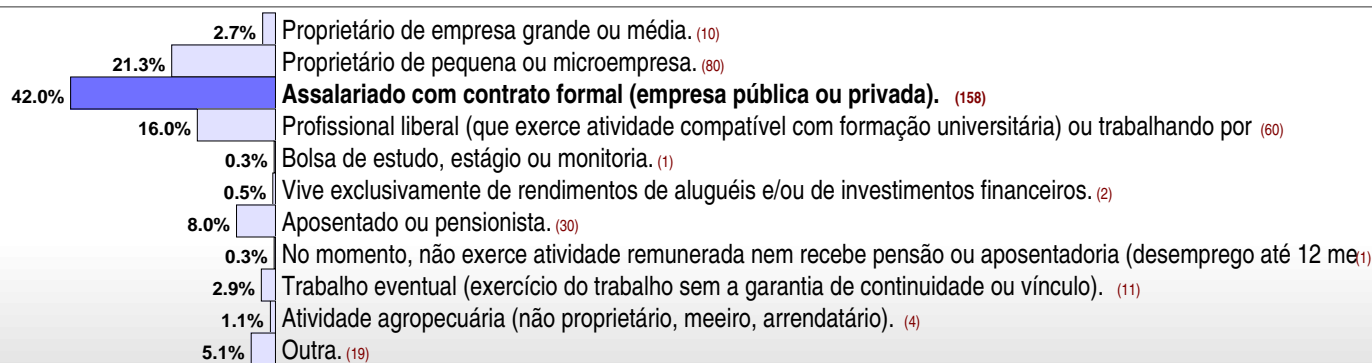 2.7% Proprietário de empresa grande ou média. (10)
21.3% Proprietário de pequena ou microempresa. (80)
42.0% Assalariado com contrato formal (empresa pública ou privada). (158)
16.0% Profissional liberal (que exerce atividade compatível com formação universitária) ou trabalhando por (60)
0.3% Bolsa de estudo, estágio ou monitoria. (1)
0.5% Vive exclusivamente de rendimentos de aluguéis e/ou de investimentos financeiros. (2)
8.0% Aposentado ou pensionista. (30)
0.3% No momento, não exerce atividade remunerada nem recebe pensão ou aposentadoria (desemprego até 12 me(1)
2.9% Trabalho eventual (exercício do trabalho sem a garantia de continuidade ou vínculo). (11)
1.1% Atividade agropecuária (não proprietário, meeiro, arrendatário). (4)
5.1% Outra. (19)